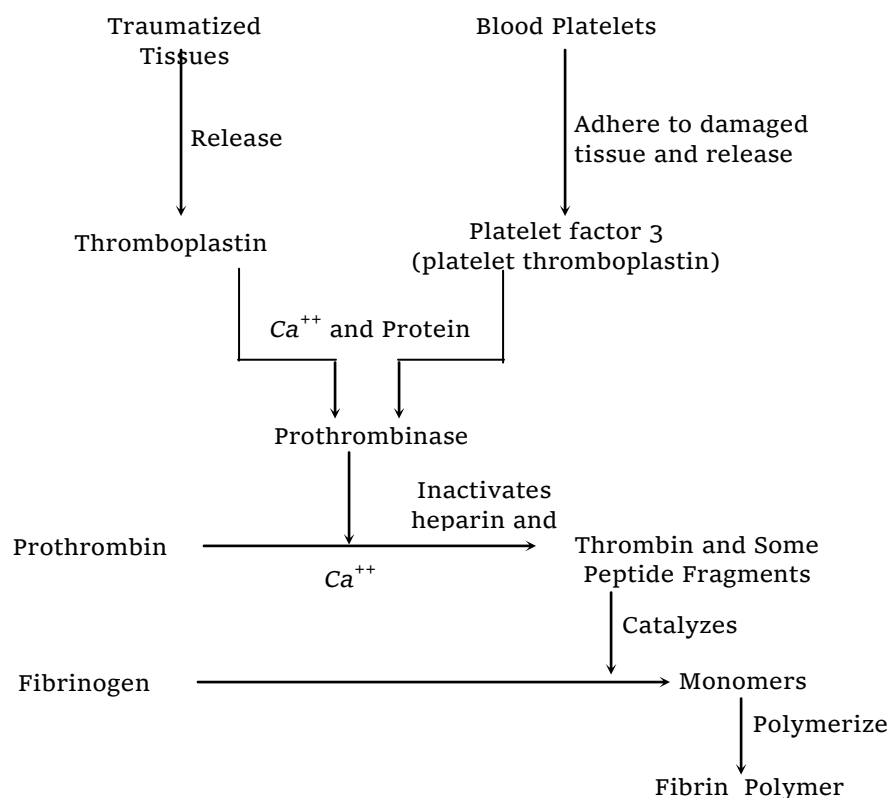 Traumatized
Tissues
Blood Platelets
Release
Adhere to damaged
tissue and release
Thromboplastin
Platelet factor 3
(platelet thromboplastin)
Ca⁺⁺ and Protein
Prothrombinase
Inactivates
heparin and
Prothrombin
Ca⁺⁺
Thrombin and Some
Peptide Fragments
Catalyzes
Fibrinogen
Monomers
Polymerize
Fibrin Polymer